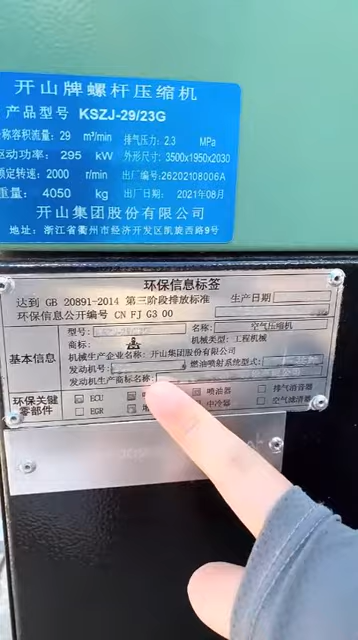 开山牌螺杆压缩机
产品型号 KSZJ-29/23G
称容积流量: 29 m³/min 排气压力: 2.3 MPa
驱动功率: 295 kW 外形尺寸: 3500x1950x2030
额定转速: 2000 r/min 出厂编号:26202108006A
重量: 4050 kg 出厂日期: 2021年08月
开山集团股份有限公司
地址: 浙江省衢州市经济开发区凯旋西路9号
环保信息标签
达到 GB 20891-2014 第三阶段排放标准 生产日期
环保信息公开编号 CN FJ G3 00
基本信息
型号: 名称: 空气压缩机
商标: 机械类型: 工程机械
机械生产企业名称: 开山集团股份有限公司
发动机号: 燃油喷射系统型式:
发动机生产商标名称:
环保关键零部件
ECU 喷油器 排气消音器
EGR 中冷器 空气滤清器